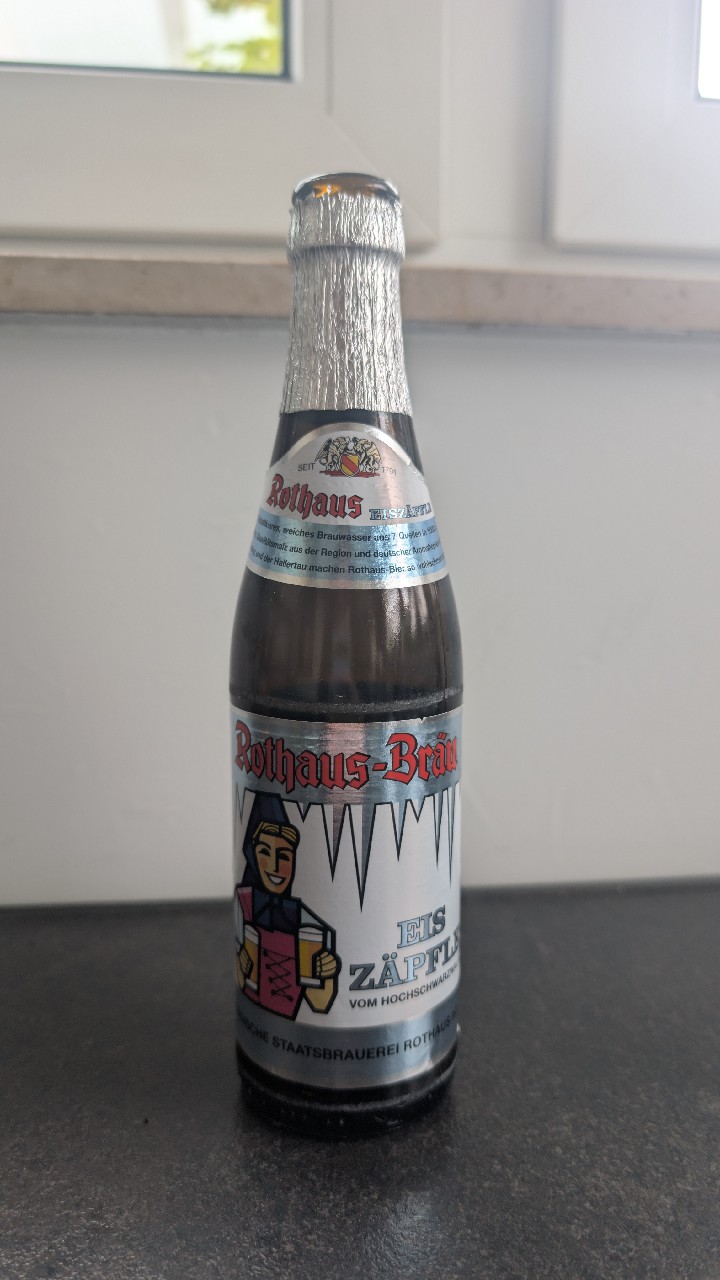 SEIT 1791
Rothaus EISZÄPFLE
weiches Brauwasser aus 7 Quellen
aus der Region und deutscher
und der Hallertau machen Rothaus-Bier so
Rothaus-Bräu
EIS
ZÄPFLE
VOM HOCHSCHWARZW
STAATSBRAUEREI ROTHAUS